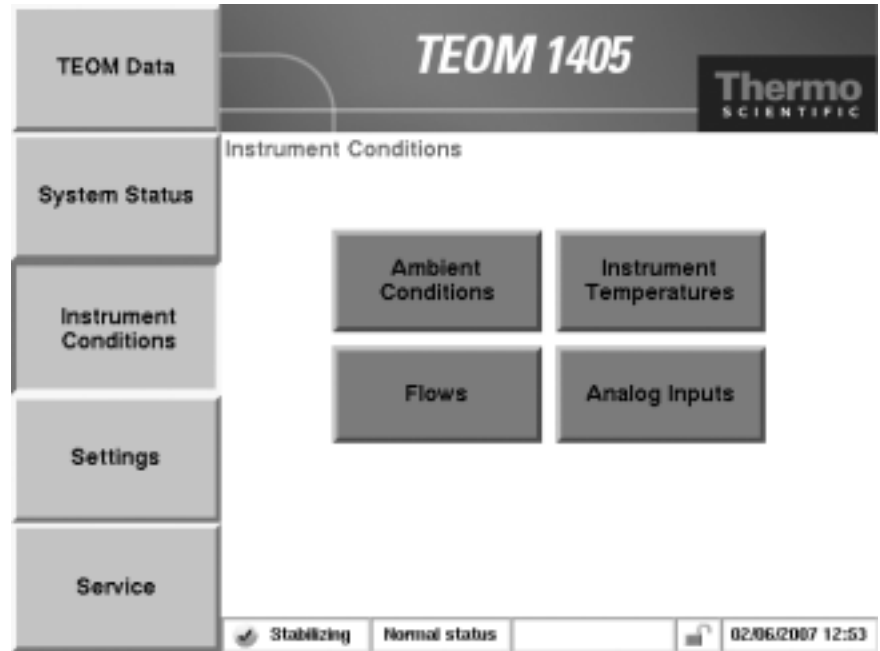 TEOM Data
TEOM 1405
Thermo
SCIENTIFIC
Instrument Conditions
System Status
Ambient
Conditions
Instrument
Temperatures
Instrument
Conditions
Flows
Analog Inputs
Settings
Service
Stabilizing
Normal status
02/06/2007 12:53